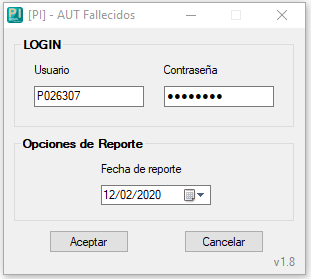 [PI] - AUT Fallecidos
LOGIN
Usuario
Contraseña
P026307
●●●●●●●●
Opciones de Reporte
Fecha de reporte
12/02/2020
Aceptar
Cancelar
v1.8